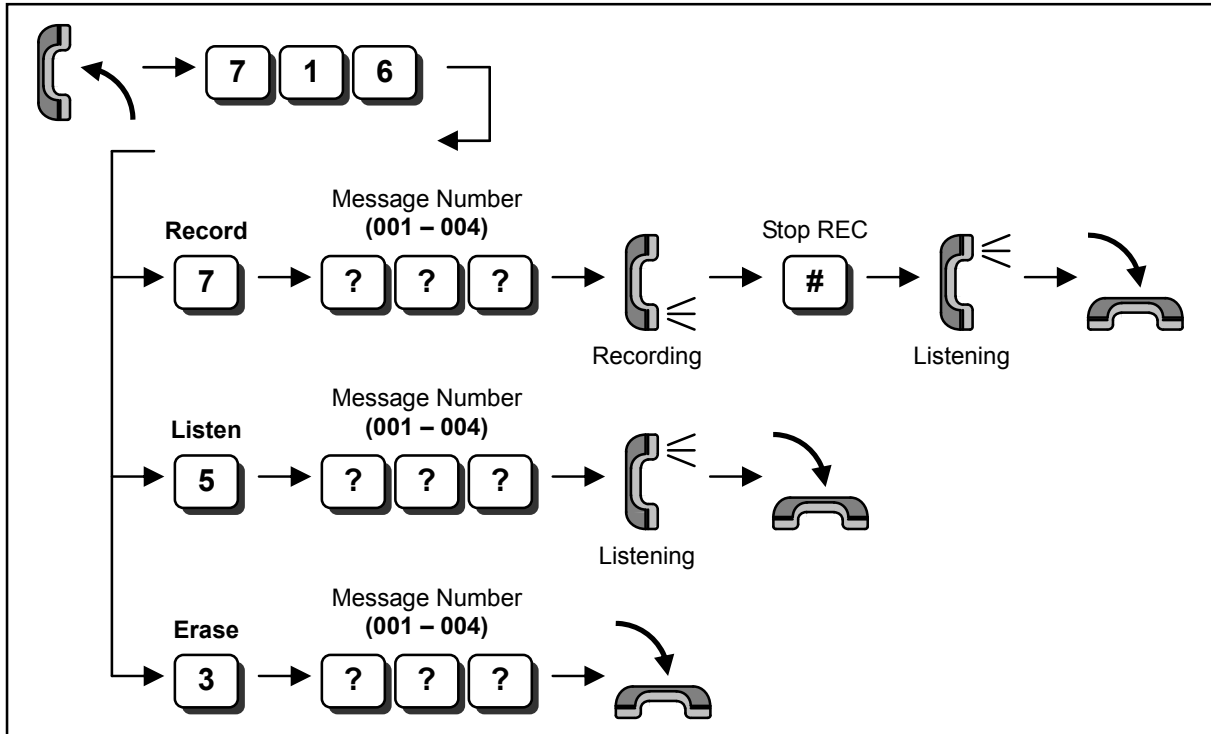 7 1 6
Record
Message Number
(001 – 004)
Stop REC
7 ? ? ? #
Recording
Listening
Listen
Message Number
(001 – 004)
5 ? ? ?
Listening
Erase
Message Number
(001 – 004)
3 ? ? ?